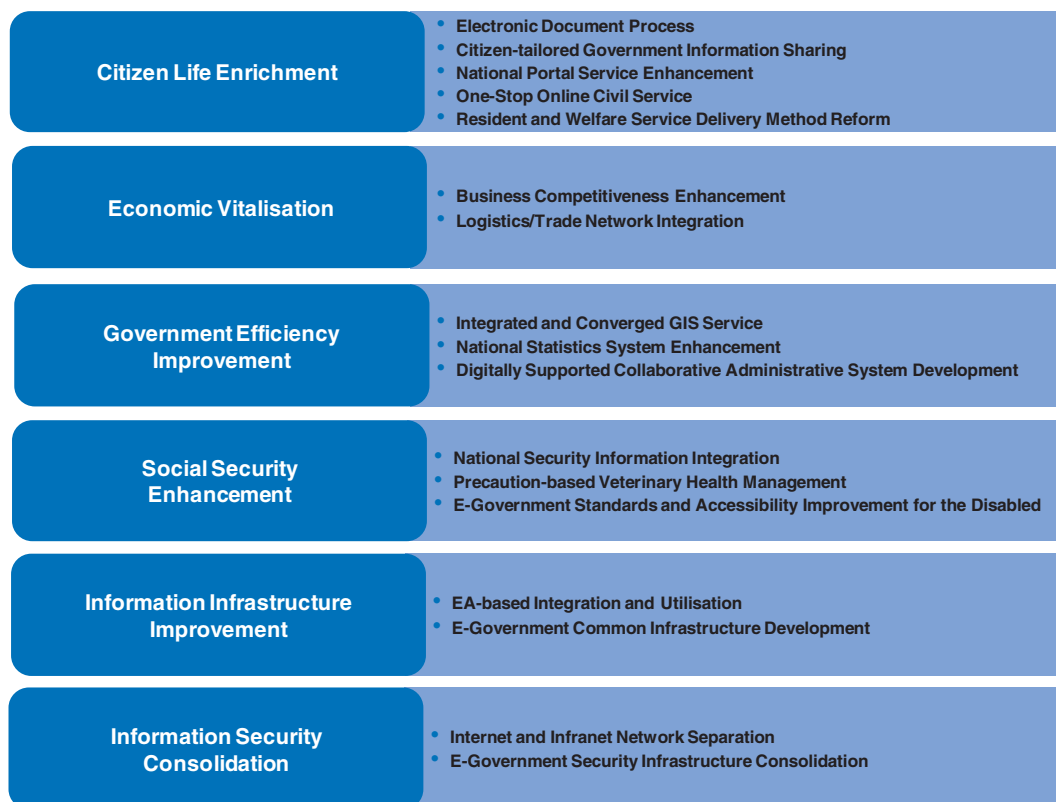 Citizen Life Enrichment
• Electronic Document Process
• Citizen-tailored Government Information Sharing
• National Portal Service Enhancement
• One-Stop Online Civil Service
• Resident and Welfare Service Delivery Method Reform
Economic Vitalisation
• Business Competitiveness Enhancement
• Logistics/Trade Network Integration
Government Efficiency
Improvement
• Integrated and Converged GIS Service
• National Statistics System Enhancement
• Digitally Supported Collaborative Administrative System Development
Social Security
Enhancement
• National Security Information Integration
• Precaution-based Veterinary Health Management
• E-Government Standards and Accessibility Improvement for the Disabled
Information Infrastructure
Improvement
• EA-based Integration and Utilisation
• E-Government Common Infrastructure Development
Information Security
Consolidation
• Internet and Infranet Network Separation
• E-Government Security Infrastructure Consolidation